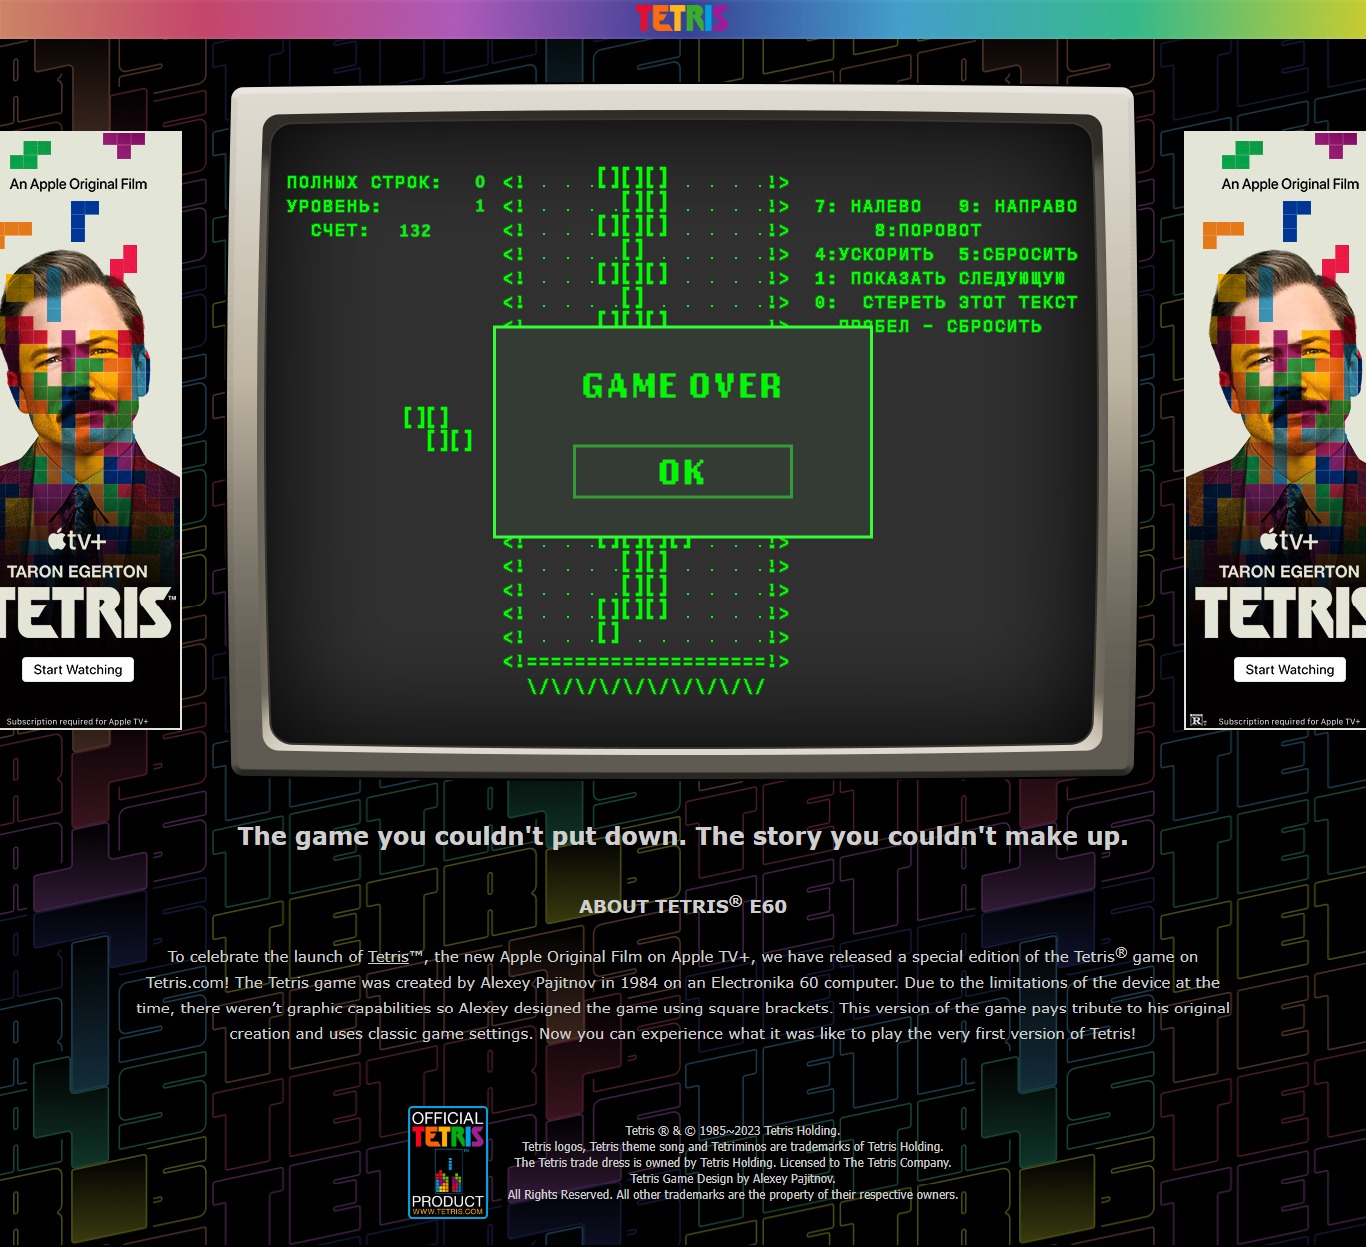 TETRIS
An Apple Original Film
tv+
TARON EGERTON
TETRIS™
Start Watching
Subscription required for Apple TV+
ПОЛНЫХ СТРОК: 0
УРОВЕНЬ: 1
СЧЕТ: 132
7: НАЛЕВО 9: НАПРАВО
8:ПОРОВОТ
4:УСКОРИТЬ 5:СБРОСИТЬ
1: ПОКАЗАТЬ СЛЕДУЮЩУЮ
0: СТЕРЕТЬ ЭТОТ ТЕКСТ
ПРОБЕЛ - СБРОСИТЬ
GAME OVER
OK
An Apple Original Film
tv+
TARON EGERTON
TETRIS
Start Watching
R
Subscription required for Apple TV+
The game you couldn't put down. The story you couldn't make up.
ABOUT TETRIS® E60
To celebrate the launch of Tetris™, the new Apple Original Film on Apple TV+, we have released a special edition of the Tetris® game on
Tetris.com! The Tetris game was created by Alexey Pajitnov in 1984 on an Electronika 60 computer. Due to the limitations of the device at the
time, there weren’t graphic capabilities so Alexey designed the game using square brackets. This version of the game pays tribute to his original
creation and uses classic game settings. Now you can experience what it was like to play the very first version of Tetris!
OFFICIAL
TETRIS
PRODUCT
WWW.TETRIS.COM
Tetris ® & © 1985~2023 Tetris Holding.
Tetris logos, Tetris theme song and Tetriminos are trademarks of Tetris Holding.
The Tetris trade dress is owned by Tetris Holding. Licensed to The Tetris Company.
Tetris Game Design by Alexey Pajitnov.
All Rights Reserved. All other trademarks are the property of their respective owners.